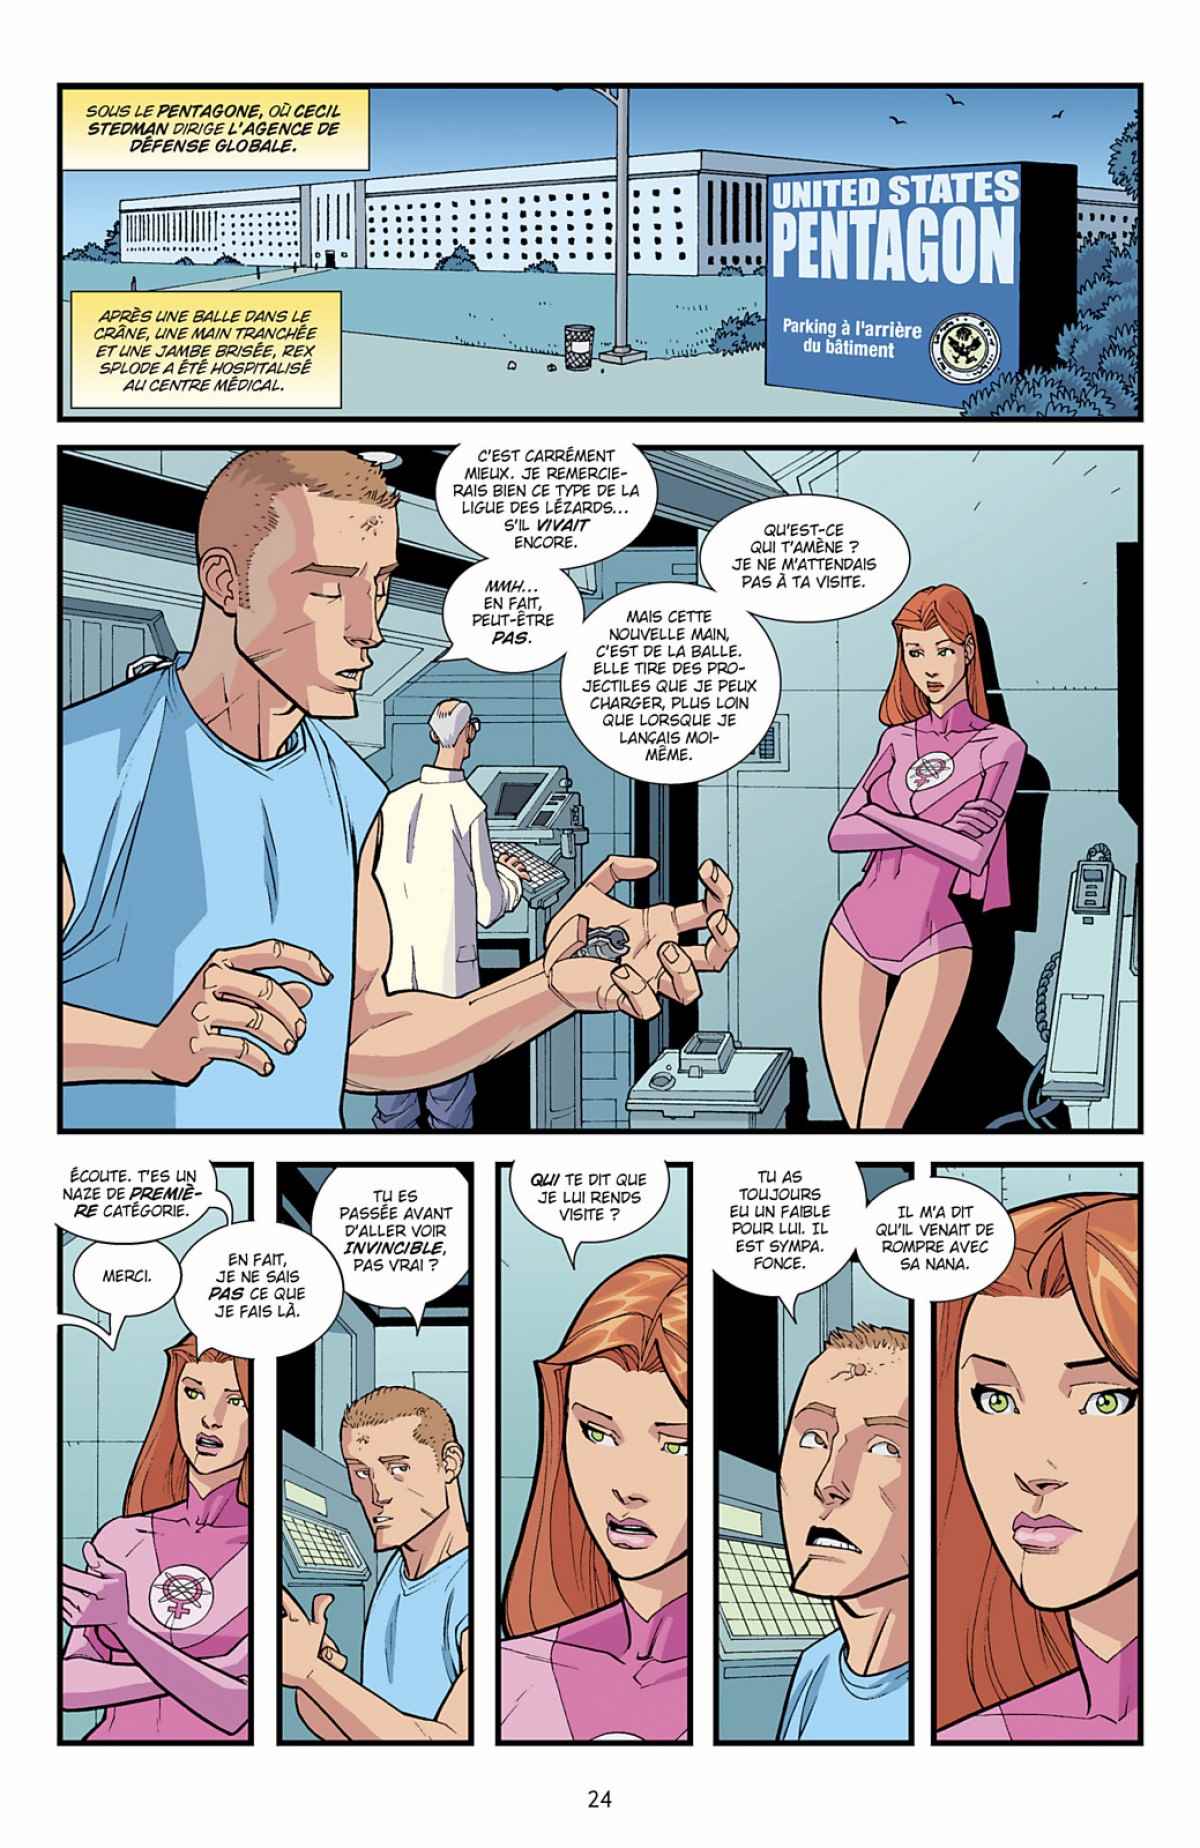 SOUS LE PENTAGONE, OÙ CECIL
STEDMAN DIRIGE L'AGENCE DE
DÉFENSE GLOBALE.
UNITED STATES
PENTAGON
Parking à l'arrière
du bâtiment
APRÈS UNE BALLE DANS LE
CRÂNE, UNE MAIN TRANCHÉE
ET UNE JAMBE BRISÉE, REX
SPLODE A ÉTÉ HOSPITALISÉ
AU CENTRE MÉDICAL.
C'EST CARRÉMENT
MIEUX. JE REMERCIE-
RAIS BIEN CE TYPE DE LA
LIGUE DES LÉZARDS...
S'IL VIVAIT
ENCORE.
MMH...
EN FAIT,
PEUT-ÊTRE
PAS.
MAIS CETTE
NOUVELLE MAIN,
C'EST DE LA BALLE.
ELLE TIRE DES PRO-
JECTILES QUE JE PEUX
CHARGER, PLUS LOIN
QUE LORSQUE JE
LANÇAIS MOI-
MÊME.
QU'EST-CE
QUI T'AMÈNE ?
JE NE M'ATTENDAIS
PAS À TA VISITE.
ÉCOUTE. T'ES UN
NAZE DE PREMIÈ-
RE CATÉGORIE.
MERCI.
EN FAIT,
JE NE SAIS
PAS CE QUE
JE FAIS LÀ.
TU ES
PASSÉE AVANT
D'ALLER VOIR
INVINCIBLE,
PAS VRAI ?
QUI TE DIT QUE
JE LUI RENDS
VISITE ?
TU AS
TOUJOURS
EU UN FAIBLE
POUR LUI. IL
EST SYMPA.
FONCE.
IL M'A DIT
QU'IL VENAIT DE
ROMPRE AVEC
SA NANA.
24